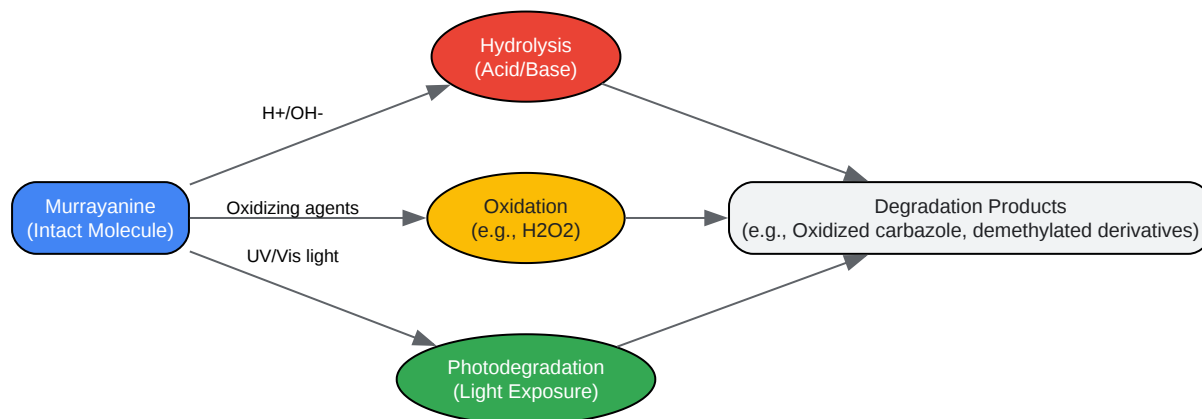 Hydrolysis
(Acid/Base)
H+/OH-
Murrayanine
(Intact Molecule)
Oxidizing agents
Oxidation
(e.g., H2O2)
Degradation Products
(e.g., Oxidized carbazole, demethylated derivatives)
UV/Vis light
Photodegradation
(Light Exposure)